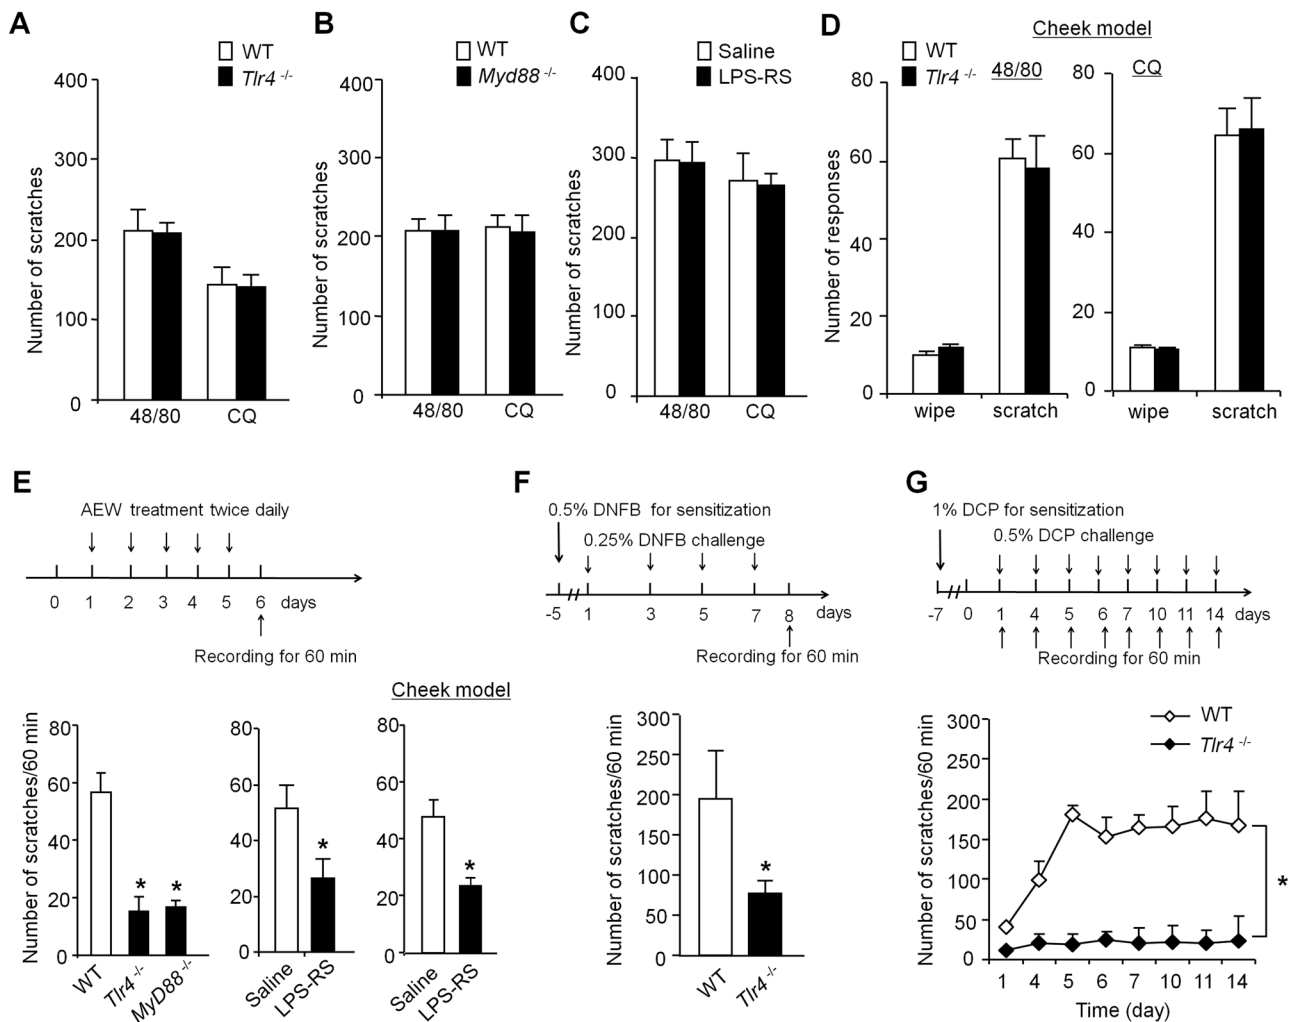 A
WT
Tlr4 -/-
Number of scratches
400
300
200
100
0
48/80 CQ
B
WT
Myd88 -/-
Number of scratches
400
300
200
100
0
48/80 CQ
C
Saline
LPS-RS
Number of scratches
400
300
200
100
0
48/80 CQ
D
Cheek model
WT
Tlr4 -/-
48/80
Number of responses
80
60
40
20
0
wipe scratch
CQ
80
60
40
20
0
wipe scratch
E
AEW treatment twice daily
0 1 2 3 4 5 6 days
Recording for 60 min
Number of scratches/60 min
80
60
40
20
0
* *
WT Tlr4 -/- MyD88 -/-
80
60
40
20
0
*
Saline LPS-RS
Cheek model
80
60
40
20
0
*
Saline LPS-RS
F
0.5% DNFB for sensitization
0.25% DNFB challenge
-5 1 3 5 7 8 days
Recording for 60 min
Number of scratches/60 min
300
250
200
150
100
50
0
*
WT Tlr4 -/-
G
1% DCP for sensitization
0.5% DCP challenge
-7 0 1 4 5 6 7 10 11 14 days
Recording for 60 min
WT
Tlr4 -/-
Number of scratches/60 min
300
250
200
150
100
50
0
*
1 4 5 6 7 10 11 14
Time (day)